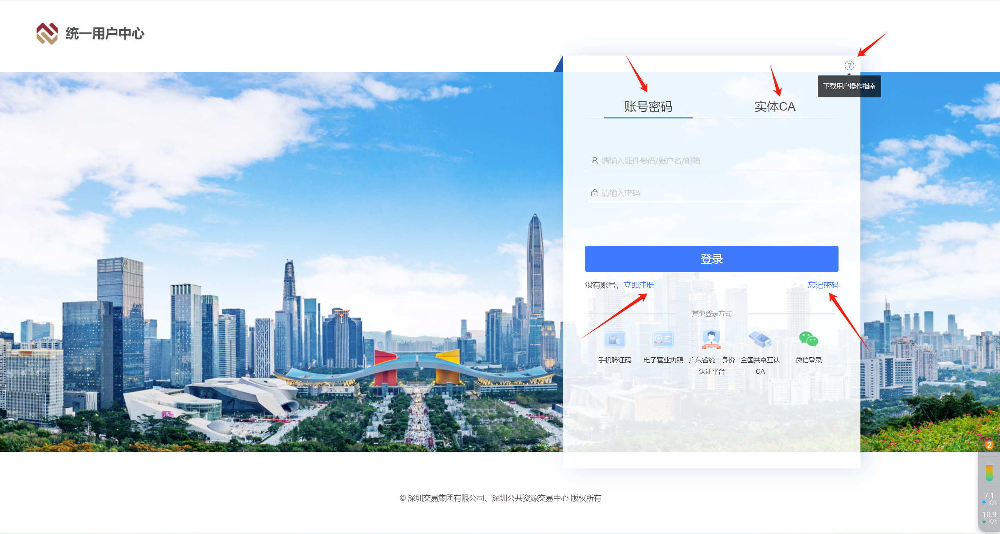 统一用户中心
?
下载用户操作指南
账号密码
实体CA
请输入证件号码/账户名/邮箱
请输入密码
登录
没有账号，立即注册
忘记密码
其他登录方式
手机验证码
电子营业执照
广东省统一身份
认证平台
全国共享互认
CA
微信登录
© 深圳交易集团有限公司、深圳公共资源交易中心 版权所有
2
7.1
K/s
10.9
K/s